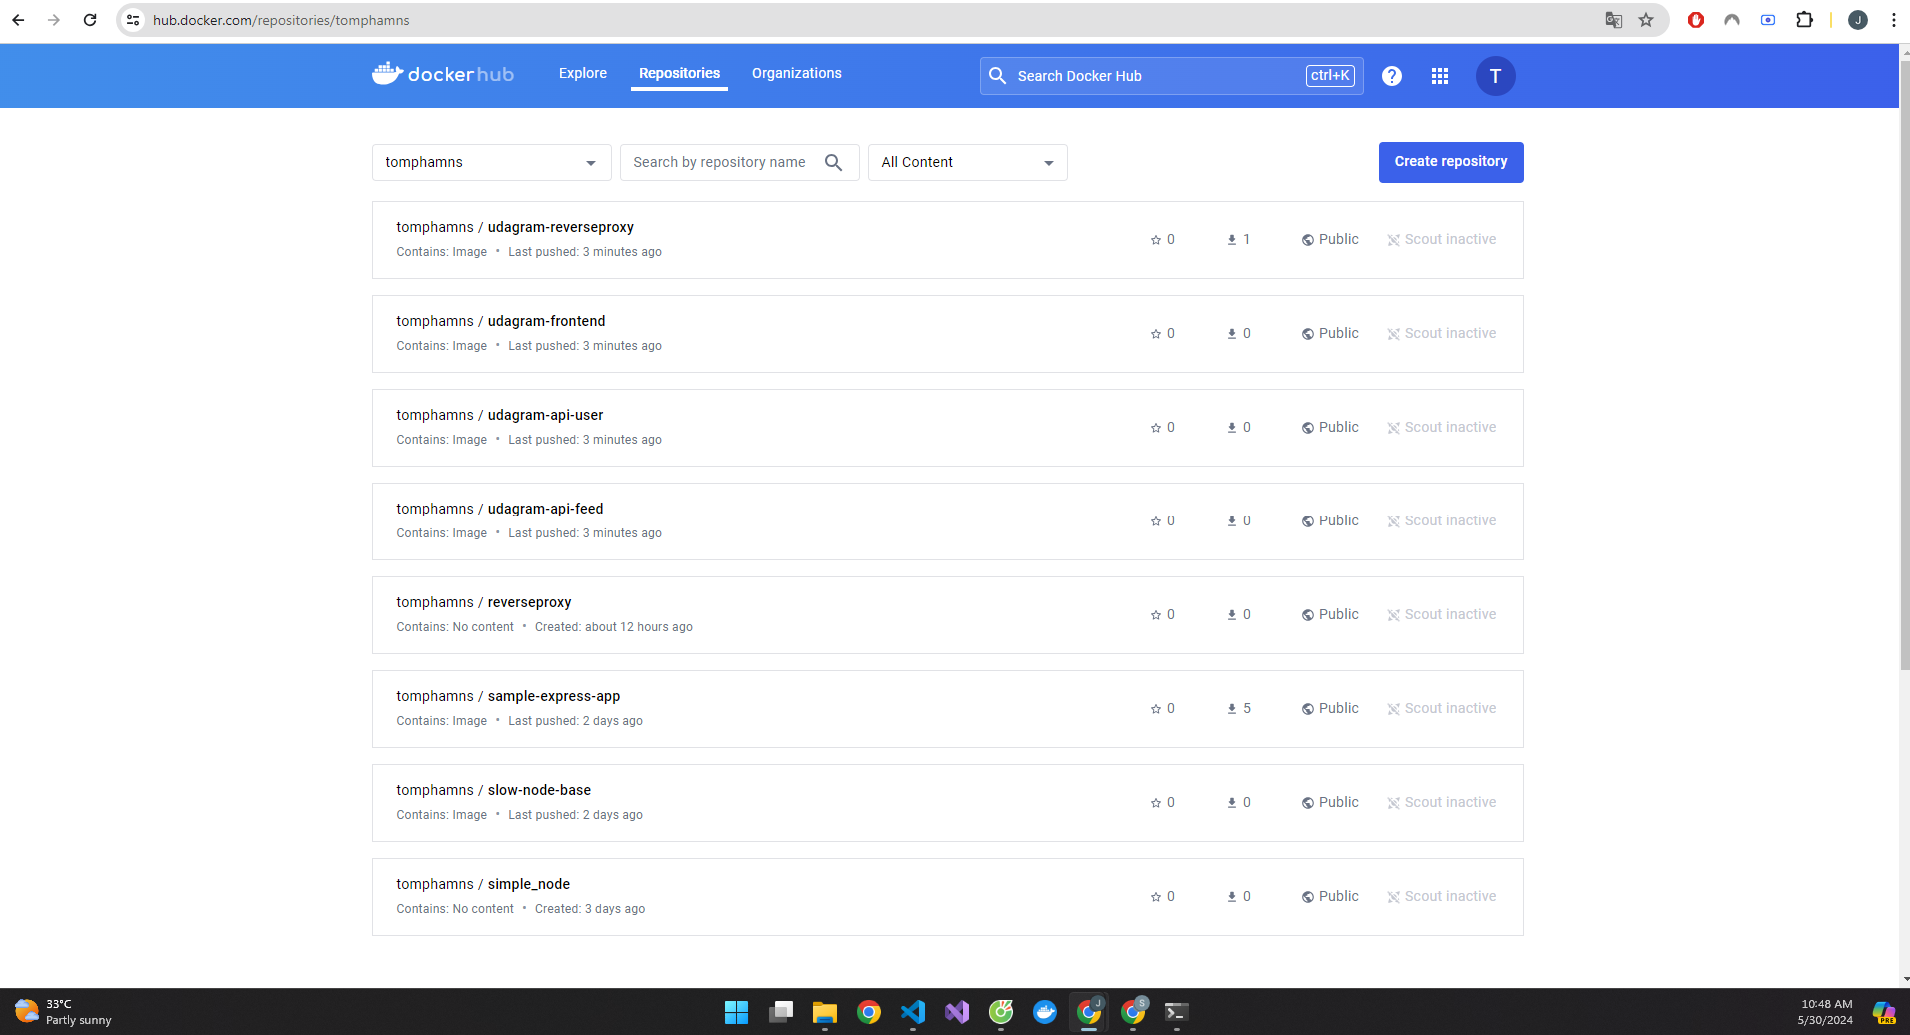 hub.docker.com/repositories/tomphamns
J
docker hub
Explore
Repositories
Organizations
Search Docker Hub
ctrl+K
?
T
tomphamns
Search by repository name
All Content
Create repository
tomphamns / udagram-reverseproxy
0
1
Public
Scout inactive
Contains: Image • Last pushed: 3 minutes ago
tomphamns / udagram-frontend
0
0
Public
Scout inactive
Contains: Image • Last pushed: 3 minutes ago
tomphamns / udagram-api-user
0
0
Public
Scout inactive
Contains: Image • Last pushed: 3 minutes ago
tomphamns / udagram-api-feed
0
0
Public
Scout inactive
Contains: Image • Last pushed: 3 minutes ago
tomphamns / reverseproxy
0
0
Public
Scout inactive
Contains: No content • Created: about 12 hours ago
tomphamns / sample-express-app
0
5
Public
Scout inactive
Contains: Image • Last pushed: 2 days ago
tomphamns / slow-node-base
0
0
Public
Scout inactive
Contains: Image • Last pushed: 2 days ago
tomphamns / simple_node
0
0
Public
Scout inactive
Contains: No content • Created: 3 days ago
33°C
Partly sunny
J
S
10:48 AM
5/30/2024
PRE